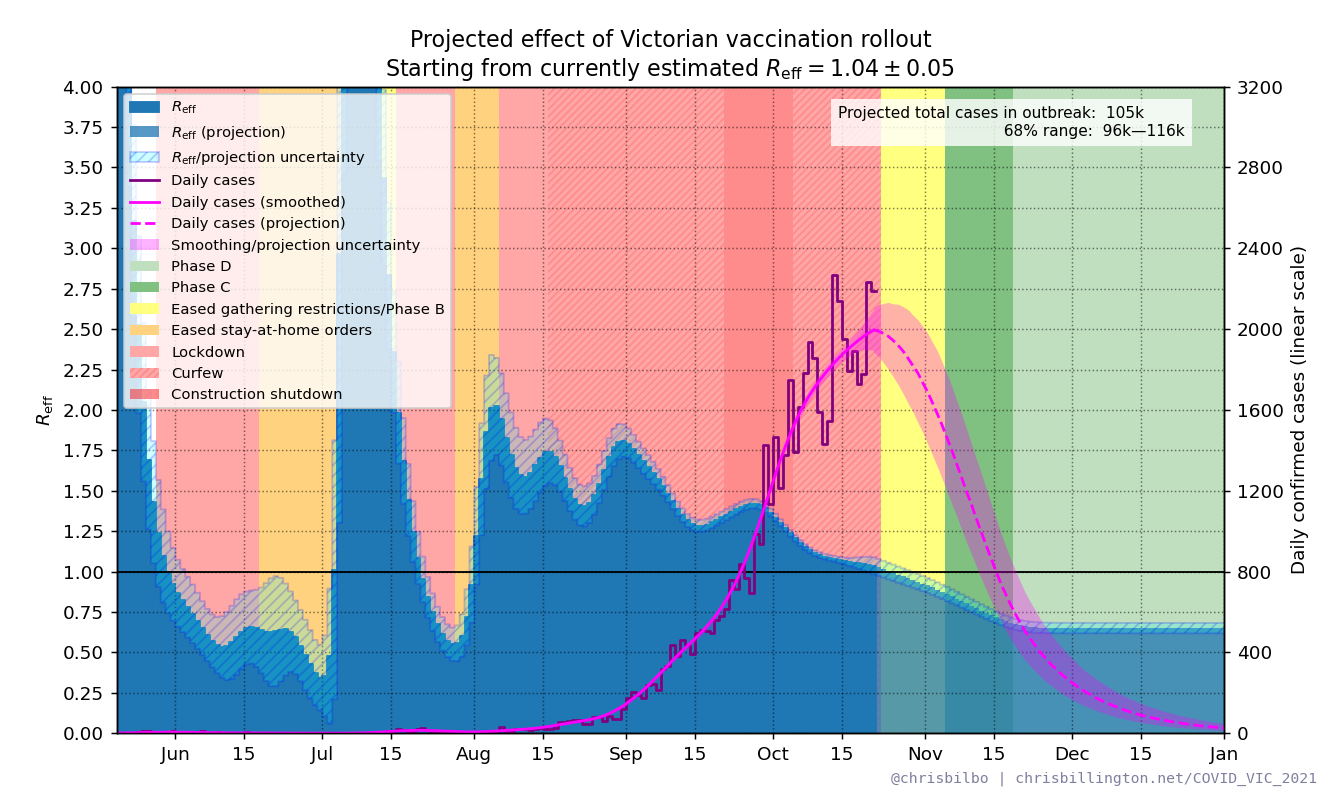 Projected effect of Victorian vaccination rollout
Starting from currently estimated Reff = 1.04 ± 0.05
4.00
3.75
3.50
3.25
3.00
2.75
2.50
2.25
2.00
1.75
1.50
1.25
1.00
0.75
0.50
0.25
0.00
Reff
Reff
Reff (projection)
Reff/projection uncertainty
Daily cases
Daily cases (smoothed)
Daily cases (projection)
Smoothing/projection uncertainty
Phase D
Phase C
Eased gathering restrictions/Phase B
Eased stay-at-home orders
Lockdown
Curfew
Construction shutdown
Projected total cases in outbreak: 105k
68% range: 96k—116k
3200
2800
2400
2000
1600
1200
800
400
0
Daily confirmed cases (linear scale)
Jun 15 Jul 15 Aug 15 Sep 15 Oct 15 Nov 15 Dec 15 Jan
@chrisbilbo | chrisbillington.net/COVID_VIC_2021